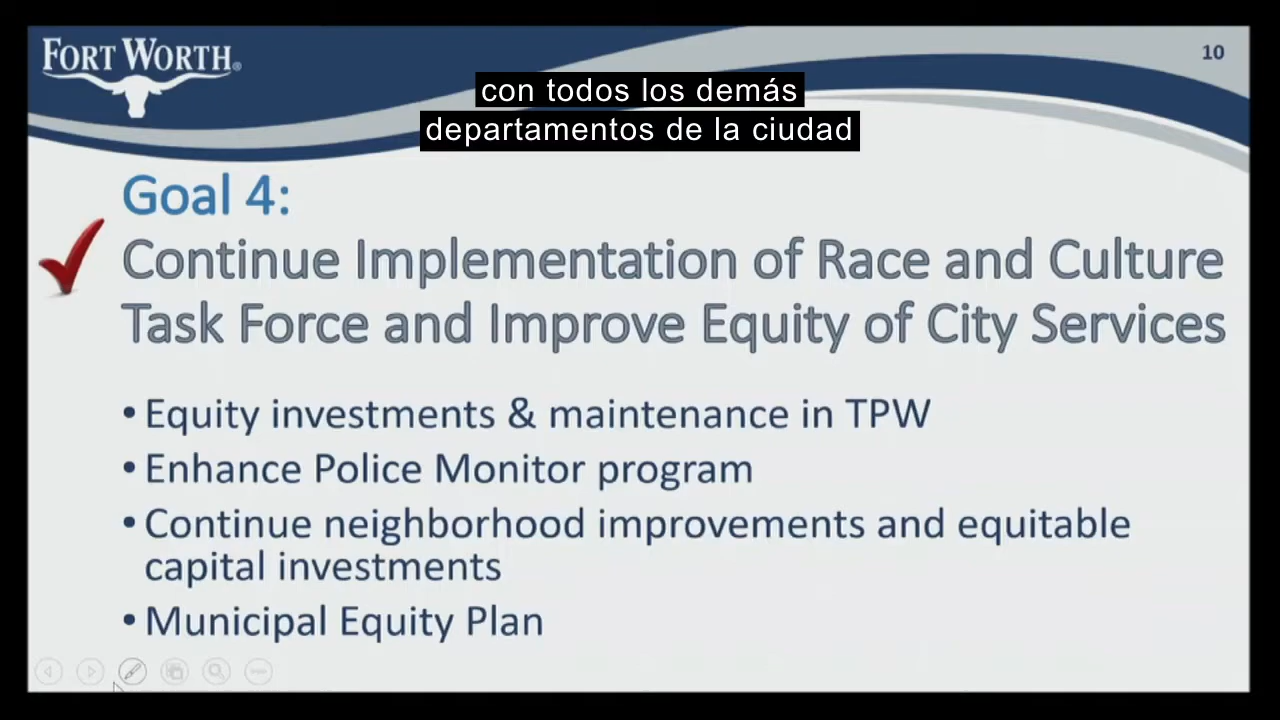 FORT WORTH®
10
con todos los demás
departamentos de la ciudad
Goal 4:
Continue Implementation of Race and Culture
Task Force and Improve Equity of City Services
• Equity investments & maintenance in TPW
• Enhance Police Monitor program
• Continue neighborhood improvements and equitable
capital investments
• Municipal Equity Plan